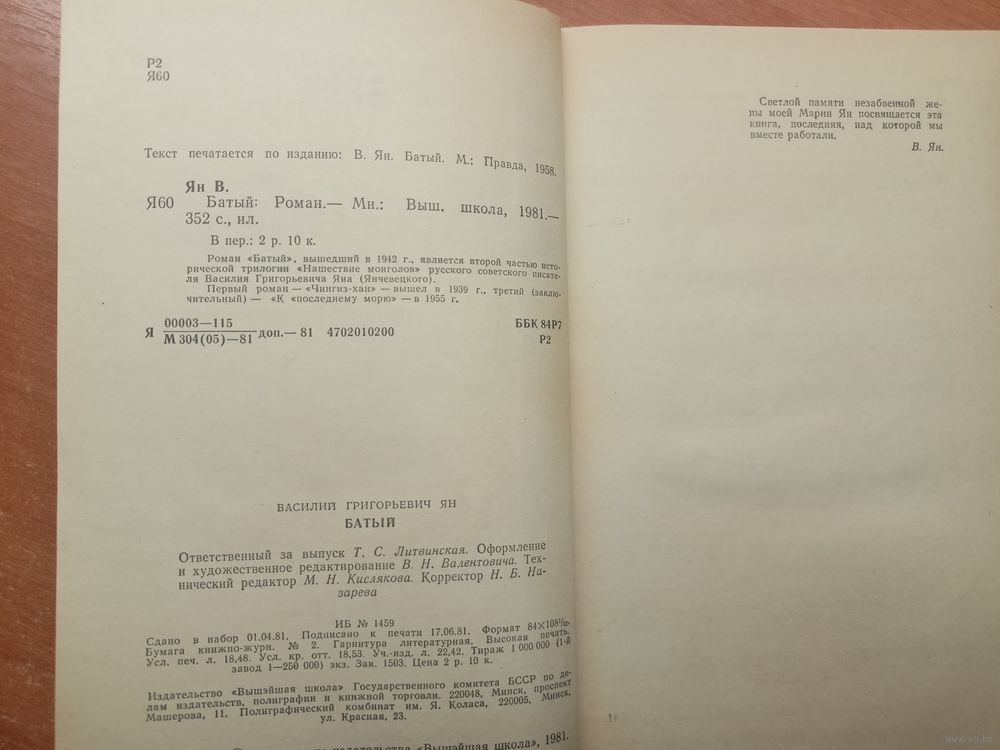 Р2
Я60
Текст печатается по изданию: В. Ян. Батый. М.: Правда, 1958.
Ян В.
Я60 Батый: Роман.— Мн.: Выш. школа, 1981.—
352 с., ил.
В пер.: 2 р. 10 к.
Роман «Батый», вышедший в 1942 г., является второй частью исто-
рической трилогии «Нашествие монголов» русского советского писате-
ля Василия Григорьевича Яна (Янчевецкого).
Первый роман — «Чингиз-хан» — вышел в 1939 г., третий (заклю-
чительный) — «К «последнему морю» — в 1955 г.
Я 00003—115
М 304(05)—81 доп.— 81 4702010200
ББК 84Р7
Р2
ВАСИЛИЙ ГРИГОРЬЕВИЧ ЯН
БАТЫЙ
Ответственный за выпуск Т. С. Литвинская. Оформление
и художественное редактирование В. Н. Валентовича. Тех-
нический редактор М. Н. Кислякова. Корректор Н. Б. На-
зарева
ИБ № 1459
Сдано в набор 01.04.81. Подписано к печати 17.06.81. Формат 84×108 1/32.
Бумага книжно-журн. № 2. Гарнитура литературная. Высокая печать.
Усл. печ. л. 18,48. Усл. кр. отт. 18,53. Уч.-изд. л. 22,42. Тираж 1 000 000 (1-й
завод 1—250 000) экз. Зак. 1503. Цена 2 р. 10 к.
Издательство «Вышэйшая школа» Государственного комитета БССР по де-
лам издательств, полиграфии и книжной торговли. 220048, Минск, проспект
Машерова, 11. Полиграфический комбинат им. Я. Коласа, 220005, Минск,
ул. Красная, 23.
издательства «Вышэйшая школа», 1981.
Светлой памяти незабвенной же-
ны моей Марии Ян посвящается эта
книга, последняя, над которой мы
вместе работали.
В. Ян.
www.ay.by